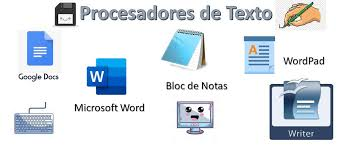 Procesadores de Texto
Google Docs
W
Microsoft Word
Bloc de Notas
WordPad
Writer